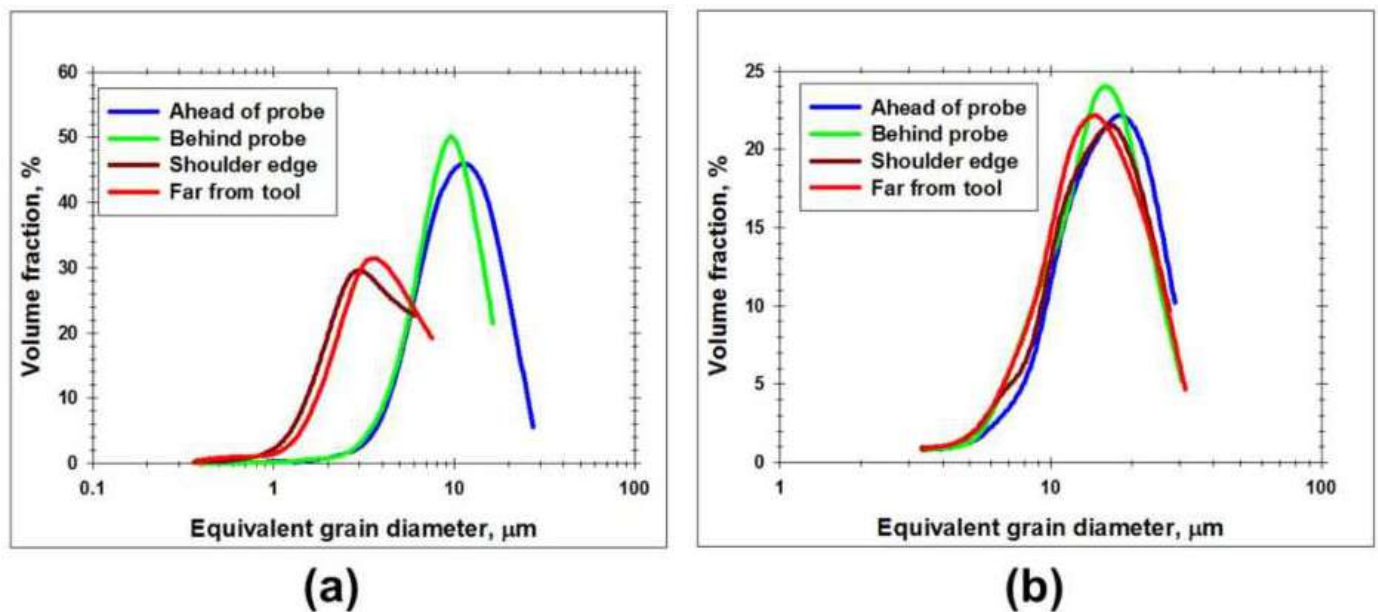 60
50
40
30
20
10
0
Volume fraction, %
Ahead of probe
Behind probe
Shoulder edge
Far from tool
0.1 1 10 100
Equivalent grain diameter, μm
(a)
25
20
15
10
5
0
Volume fraction, %
Ahead of probe
Behind probe
Shoulder edge
Far from tool
1 10 100
Equivalent grain diameter, μm
(b)